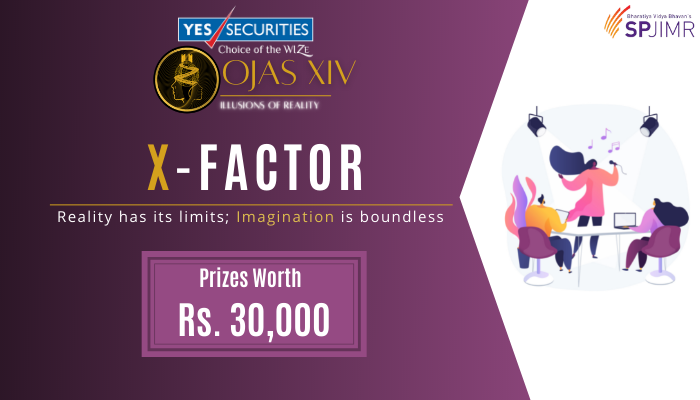 YES SECURITIES
Choice of the WIZE
OJAS XIV
ILLUSIONS OF REALITY
Bharatiya Vidya Bhavan's
SPJIMR
X-FACTOR
Reality has its limits; Imagination is boundless
Prizes Worth
Rs. 30,000